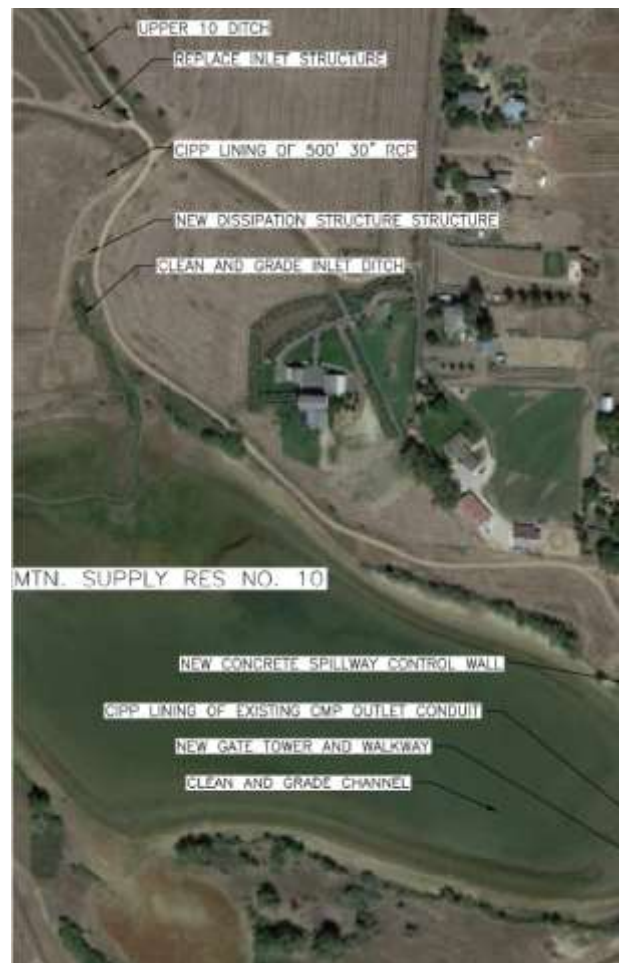 UPPER 10 DITCH
REPLACE INLET STRUCTURE
CIPP LINING OF 500' 30" RCP
NEW DISSIPATION STRUCTURE STRUCTURE
CLEAN AND GRADE INLET DITCH
MTN. SUPPLY RES NO. 10
NEW CONCRETE SPILLWAY CONTROL WALL
CIPP LINING OF EXISTING CMP OUTLET CONDUIT
NEW GATE TOWER AND WALKWAY
CLEAN AND GRADE CHANNEL